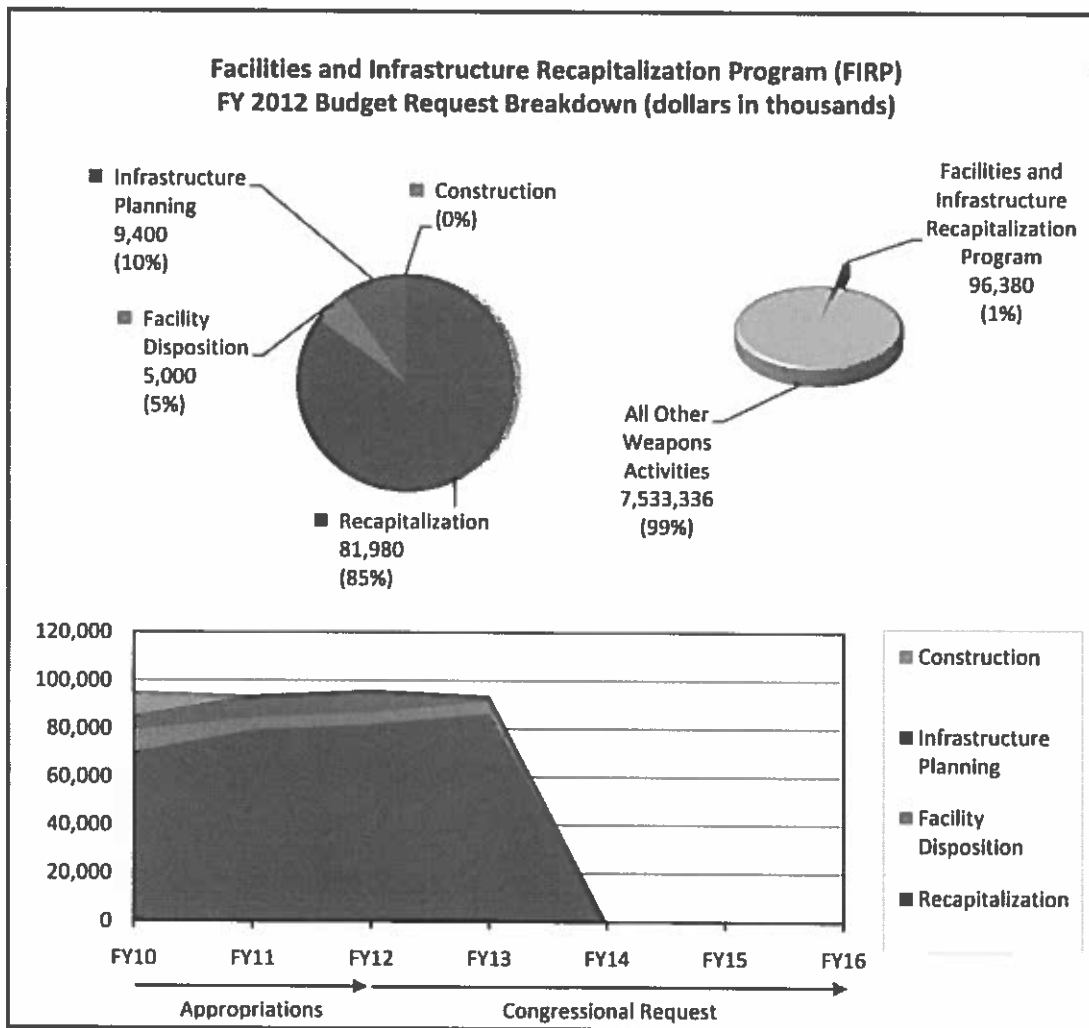 Facilities and Infrastructure Recapitalization Program (FIRP)
FY 2012 Budget Request Breakdown (dollars in thousands)
Infrastructure
Planning
9,400
(10%)
Construction
(0%)
Facility
Disposition
5,000
(5%)
Recapitalization
81,980
(85%)
Facilities and
Infrastructure
Recapitalization
Program
96,380
(1%)
All Other
Weapons
Activities
7,533,336
(99%)
120,000
100,000
80,000
60,000
40,000
20,000
0
FY10 FY11 FY12 FY13 FY14 FY15 FY16
Appropriations Congressional Request
Construction
Infrastructure
Planning
Facility
Disposition
Recapitalization